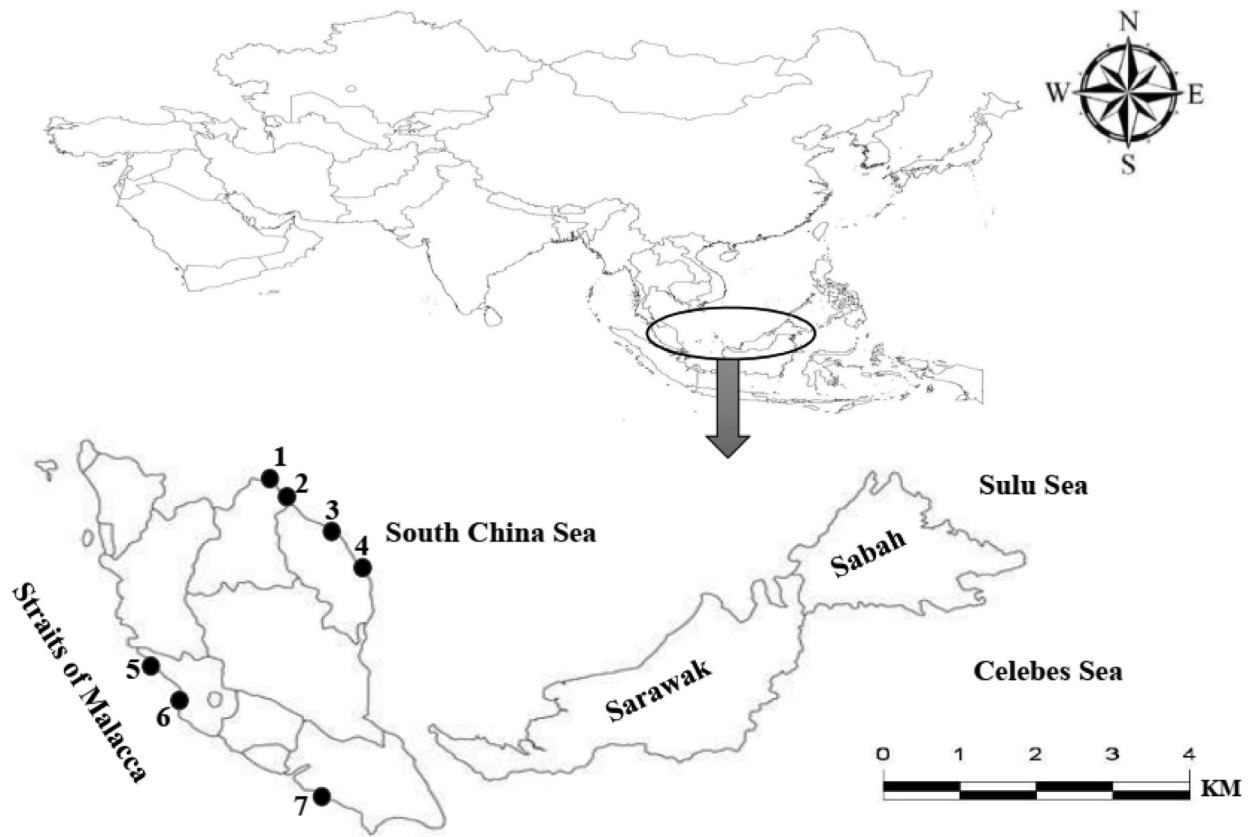 N
W E
S
1
2
3
4
South China Sea
Sulu Sea
Sabah
Straits of Malacca
5
6
7
Sarawak
Celebes Sea
0 1 2 3 4
KM